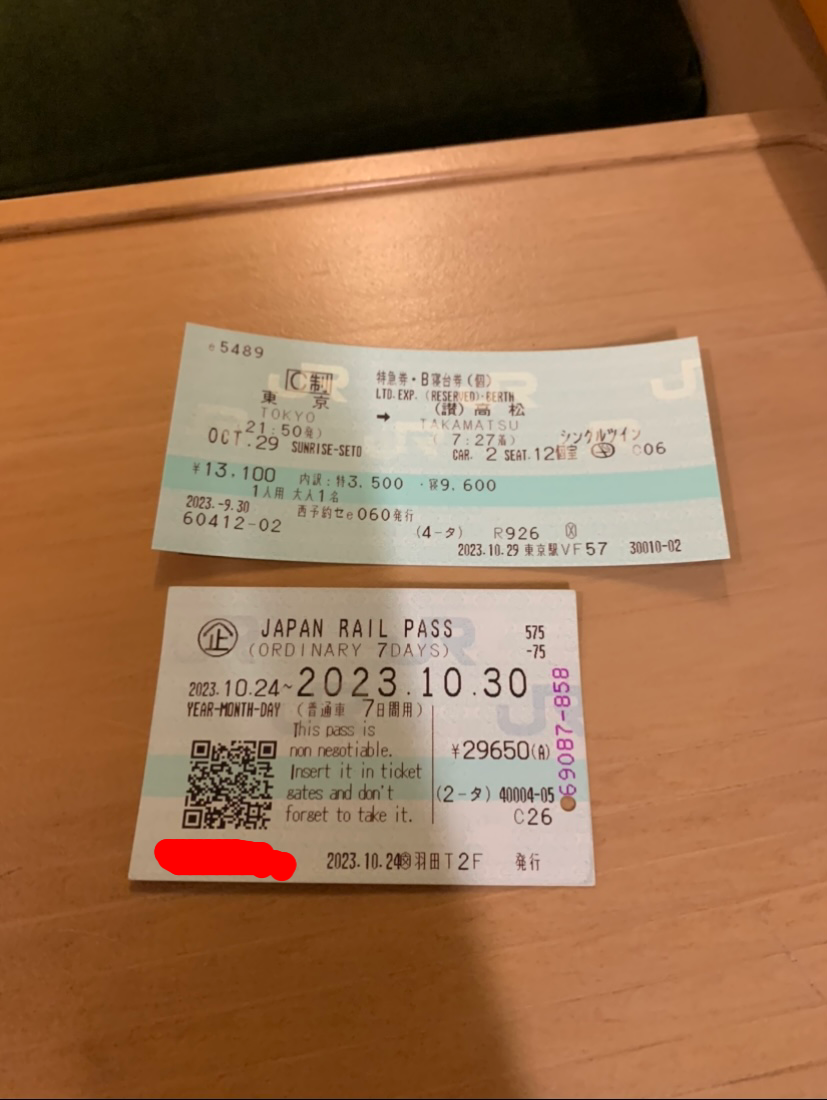 e5489
C制
東 京
TOKYO
21:50発)
OCT.29 SUNRISE-SETO
特急券・B寝台券(個)
LTD.EXP. (RESERVED)・BERTH
➡
(讃)高 松
TAKAMATSU
( 7:27着)
シングルツイン
CAR. 2 SEAT.12個室 C06
¥13,100 内訳:特3,500 ・寝9,600
1人用 大人1名
2023.-9.30 西予約セe060発行
60412-02
(4-タ) R926
2023.10.29 東京駅VF57 30010-02
企 JAPAN RAIL PASS
(ORDINARY 7DAYS)
575
-75
2023.10.24~2023.10.30
YEAR-MONTH-DAY (普通車 7日間用)
This pass is
non negotiable.
Insert it in ticket
gates and don't
forget to take it.
¥29650(A)
(2-タ) 40004-05
C26
69087-858
2023.10.24 羽田T2F 発行
JR